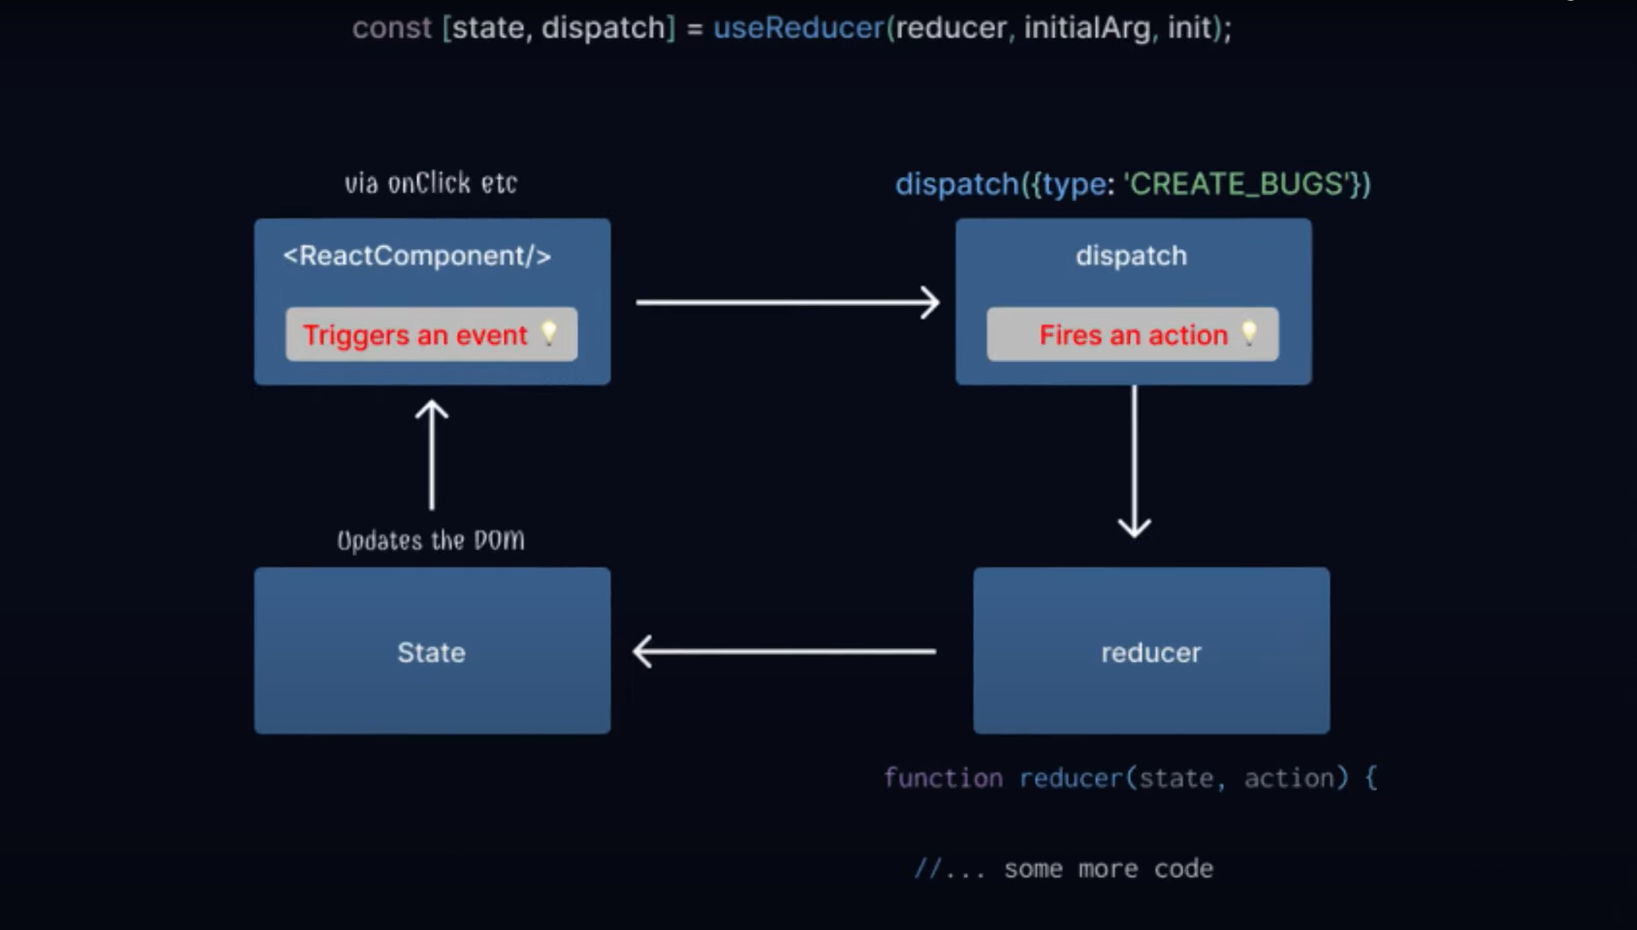 const [state, dispatch] = useReducer(reducer, initialArg, init);
via onClick etc
dispatch({type: 'CREATE_BUGS'})
<ReactComponent/>
Triggers an event
dispatch
Fires an action
Updates the DOM
State
reducer
function reducer(state, action) {
//... some more code